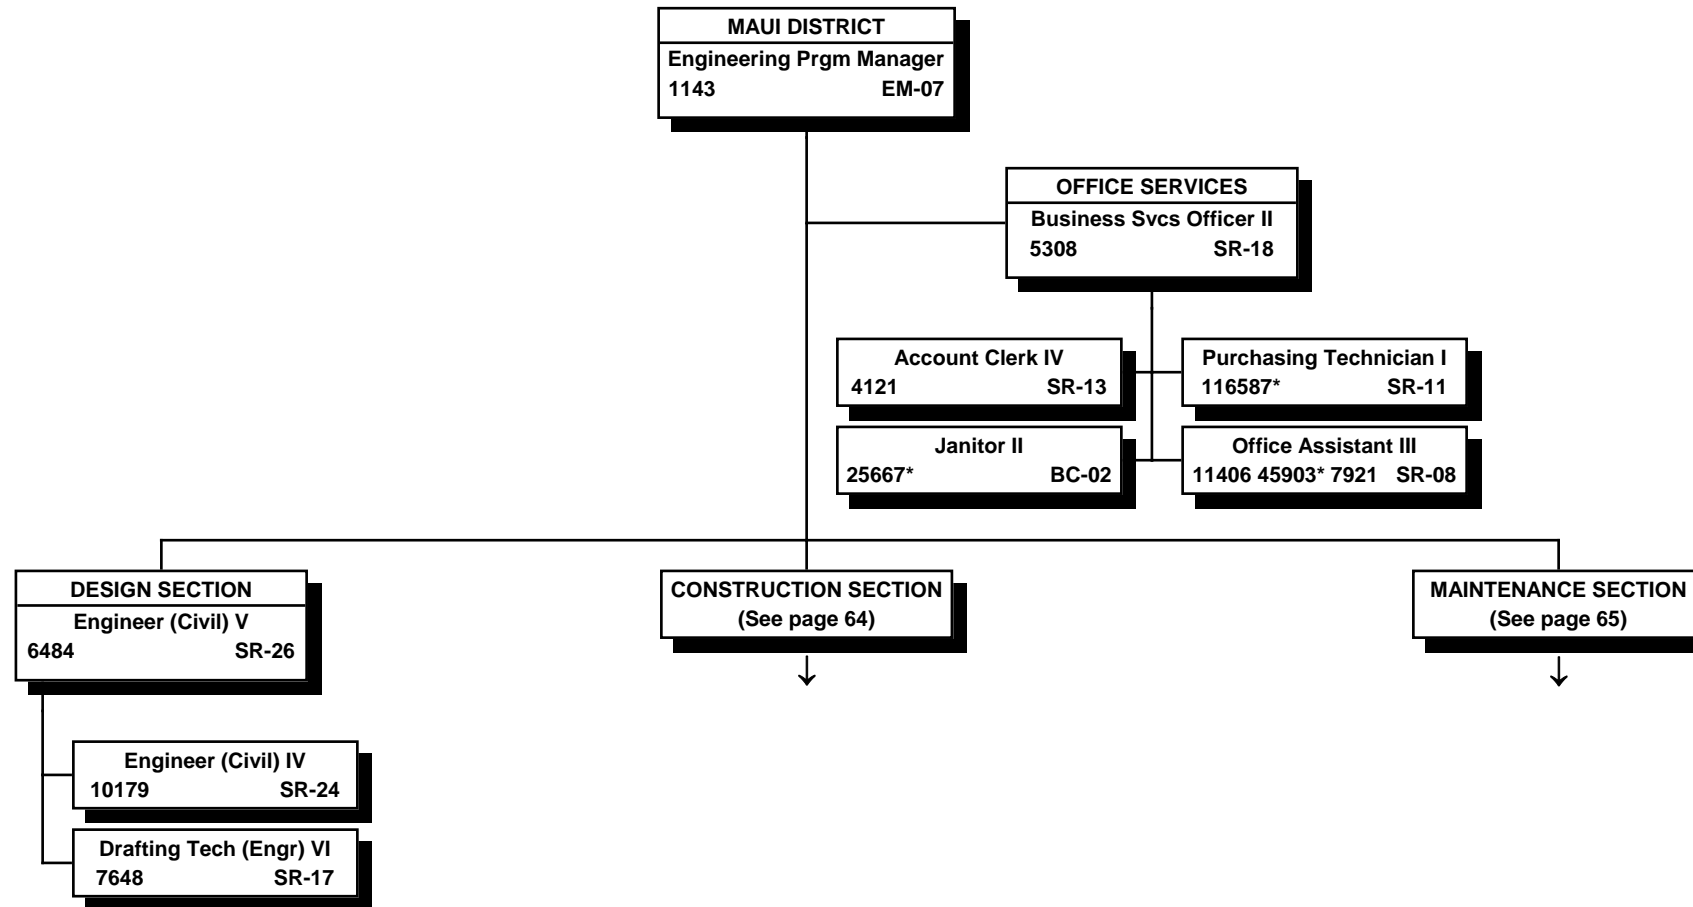 MAUI DISTRICT
Engineering Prgm Manager
1143 EM-07
OFFICE SERVICES
Business Svcs Officer II
5308 SR-18
Account Clerk IV
4121 SR-13
Purchasing Technician I
116587* SR-11
Janitor II
25667* BC-02
Office Assistant III
11406 45903* 7921 SR-08
DESIGN SECTION
Engineer (Civil) V
6484 SR-26
CONSTRUCTION SECTION
(See page 64)
MAINTENANCE SECTION
(See page 65)
Engineer (Civil) IV
10179 SR-24
Drafting Tech (Engr) VI
7648 SR-17